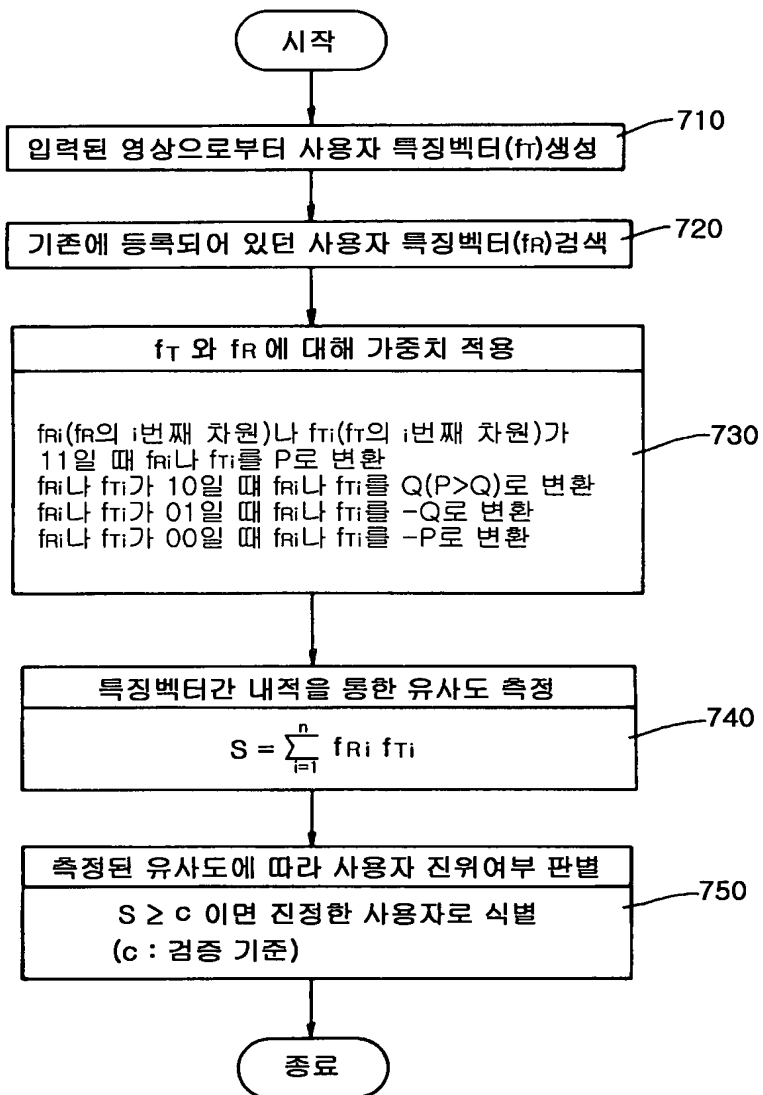 시작
710
입력된 영상으로부터 사용자 특징벡터(fT)생성
720
기존에 등록되어 있던 사용자 특징벡터(fR)검색
fT 와 fR 에 대해 가중치 적용
730
fRi(fR의 i번째 차원)나 fTi(fT의 i번째 차원)가
11일 때 fRi나 fTi를 P로 변환
fRi나 fTi가 10일 떄 fRi나 fTi를 Q(P>Q)로 변환
fRi나 fTi가 01일 때 fRi나 fTi를 -Q로 변환
fRi나 fTi가 00일 때 fRi나 fTi를 -P로 변환
특징벡터간 내적을 통한 유사도 측정
740
S = ∑_{i=1}^{n} fRi fTi
측정된 유사도에 따라 사용자 진위여부 판별
750
S ≥ c 이면 진정한 사용자로 식별
(c : 검증 기준)
종료